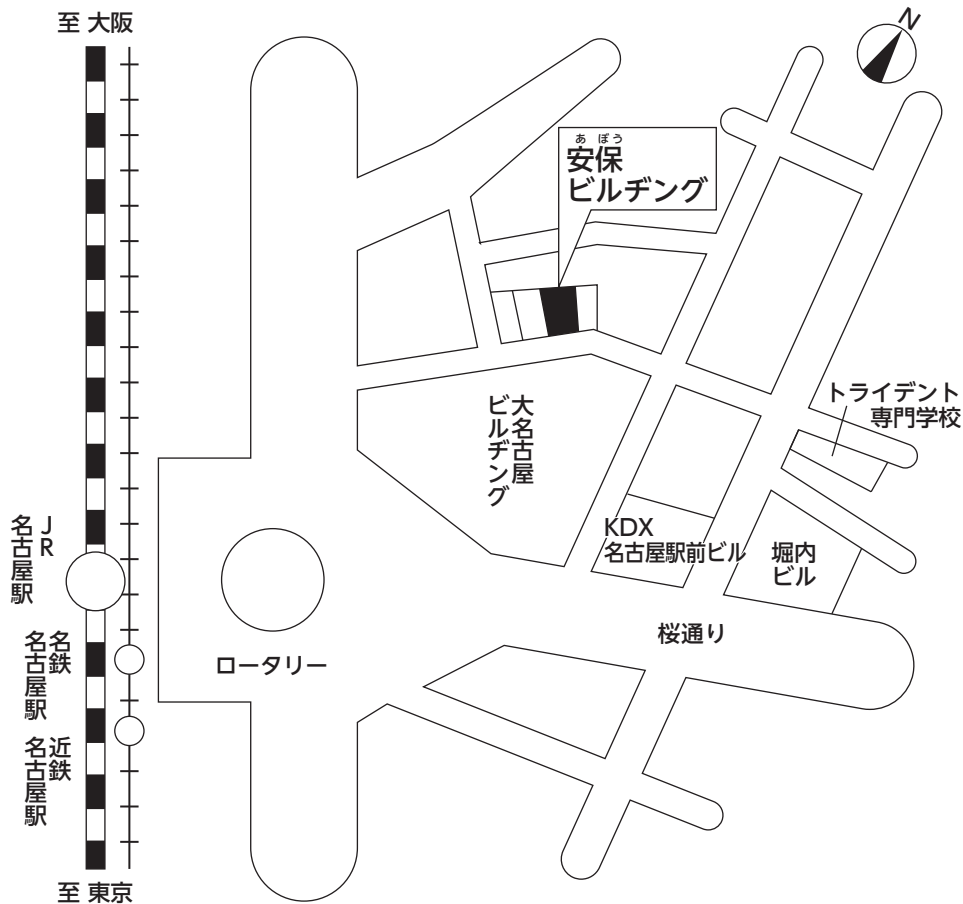 至 大阪
N
あ ぼう
安保
ビルヂング
トライデント
専門学校
大名古屋
ビルヂング
KDX
名古屋駅前ビル
堀内
ビル
JR
名古屋駅
桜通り
名鉄
名古屋駅
ロータリー
近鉄
名古屋駅
至 東京